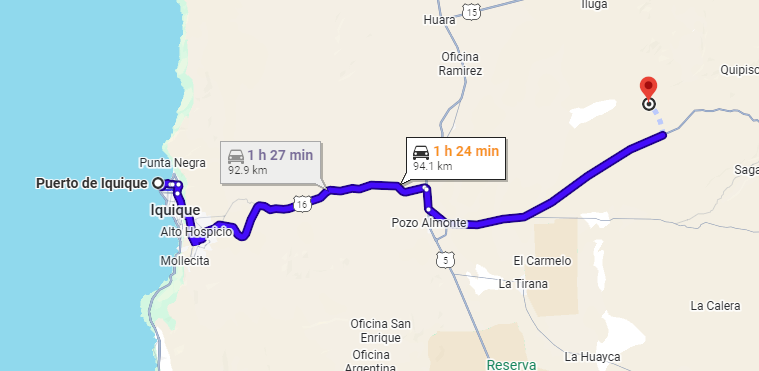 Iluga
15
Huara
Oficina
Ramirez
Quipisc
1 h 27 min
92.9 km
1 h 24 min
94.1 km
Punta Negra
Puerto de Iquique
Saga
16
Iquique
Pozo Almonte
Alto Hospicio
Mollecita
5
El Carmelo
La Tirana
La Calera
Oficina San
Enrique
Oficina
Argentina
La Huayca
Reserva